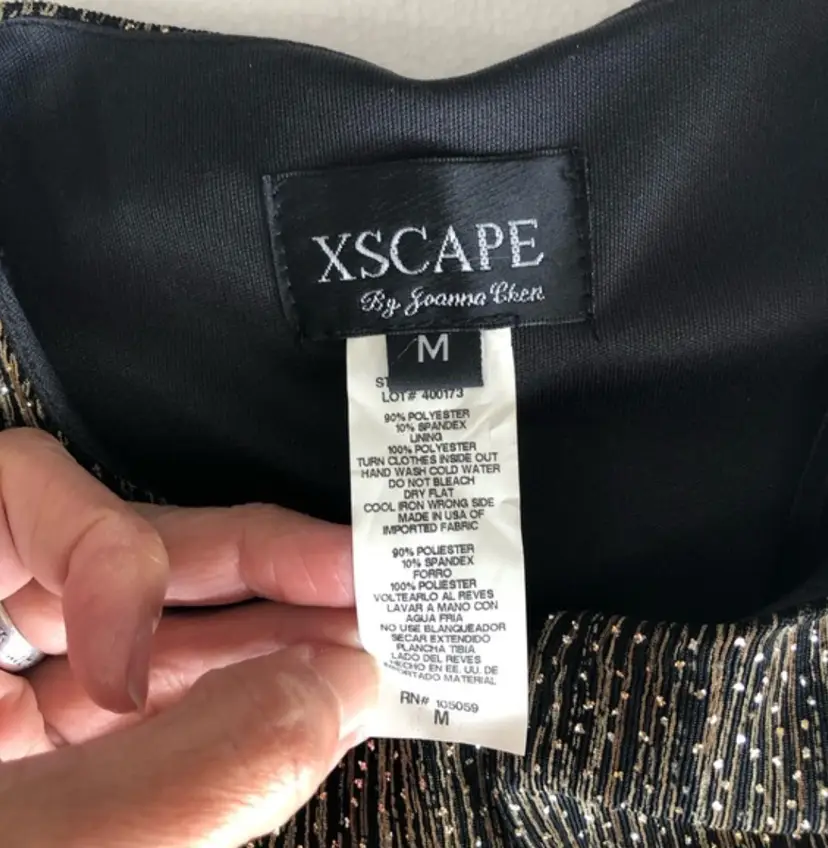 XSCAPE
By Joanna Chen
M
ST
LOT# 400173
90% POLYESTER
10% SPANDEX
LINING
100% POLYESTER
TURN CLOTHES INSIDE OUT
HAND WASH COLD WATER
DO NOT BLEACH
DRY FLAT
COOL IRON WRONG SIDE
MADE IN USA OF
IMPORTED FABRIC
90% POLIESTER
10% SPANDEX
FORRO
100% POLIESTER
VOLTEARLO AL REVES
LAVAR A MANO CON
AGUA FRIA
NO USE BLANQUEADOR
SECAR EXTENDIDO
PLANCHA TIBIA
LADO DEL REVES
HECHO EN EE. UU. DE
IMPORTADO MATERIAL
RN# 105059
M